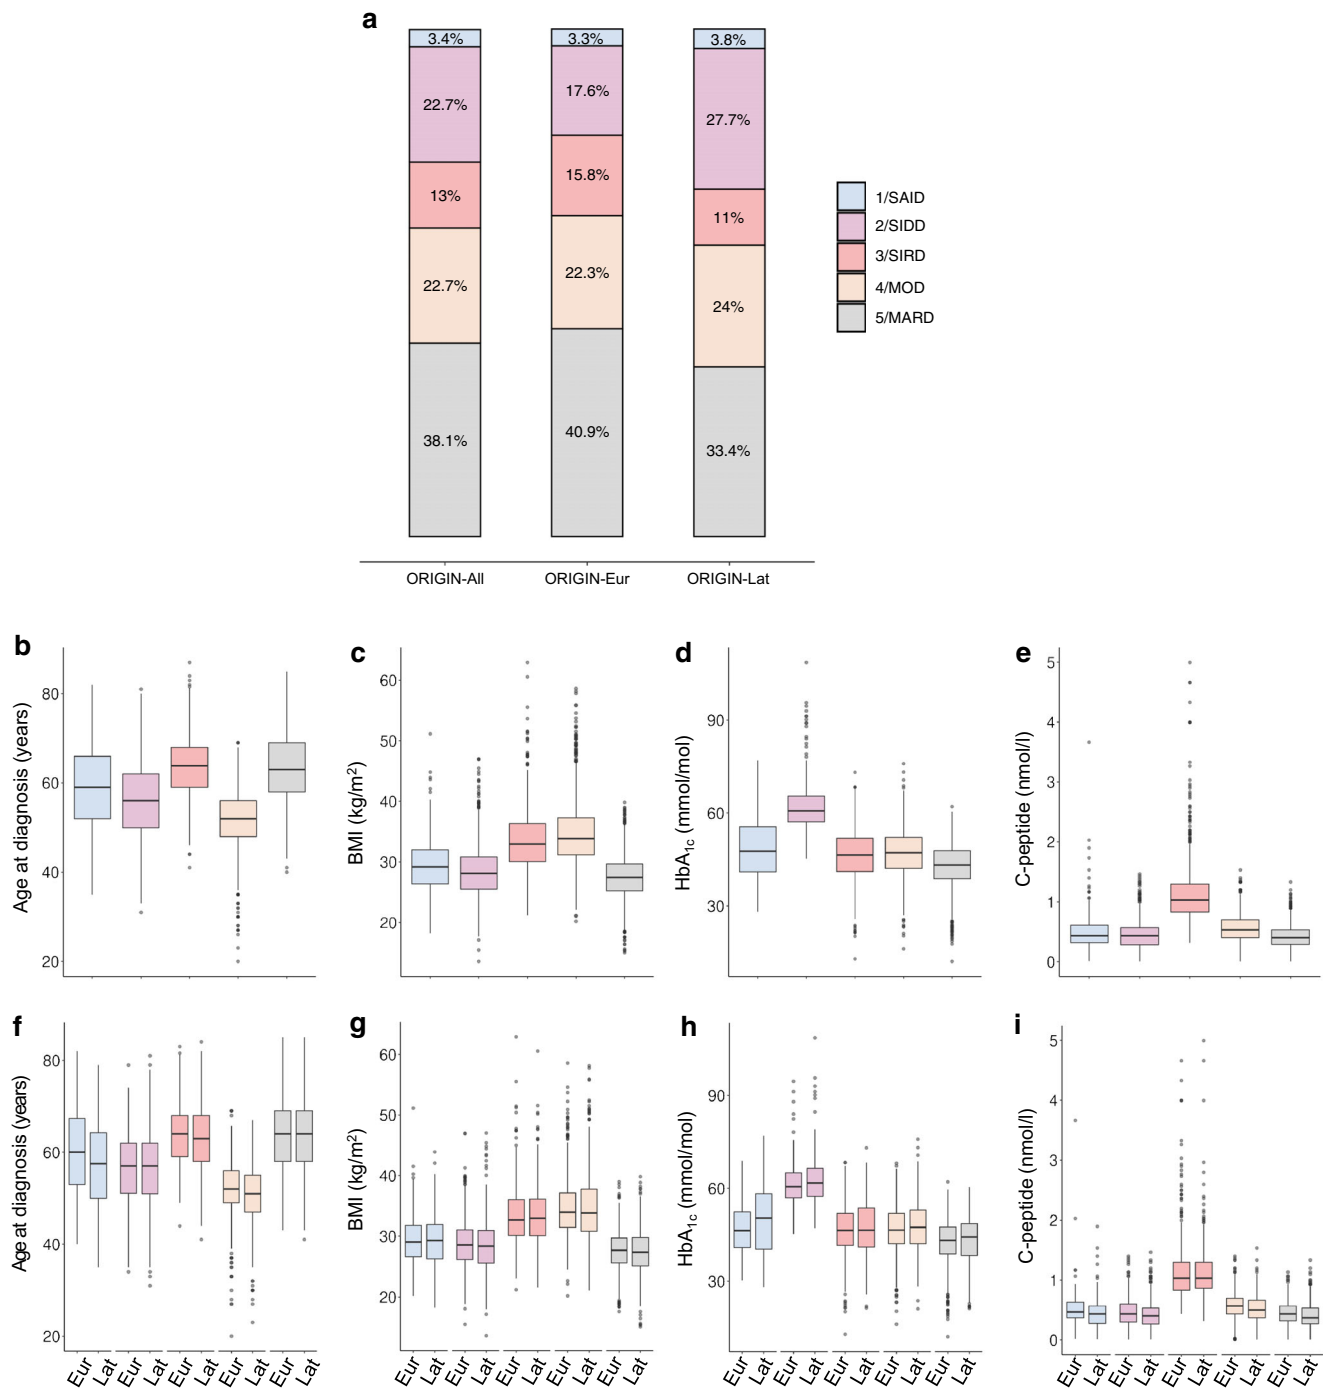 a
3.4%
3.3%
3.8%
22.7%
17.6%
27.7%
13%
15.8%
11%
22.7%
22.3%
24%
38.1%
40.9%
33.4%
1/SAID
2/SIDD
3/SIRD
4/MOD
5/MARD
ORIGIN-All
ORIGIN-Eur
ORIGIN-Lat
b
Age at diagnosis (years)
80
60
40
20
c
BMI (kg/m²)
60
50
40
30
20
d
HbA₁c (mmol/mol)
90
60
30
e
C-peptide (nmol/l)
5
4
3
2
1
0
f
Age at diagnosis (years)
80
60
40
20
Eur Lat Eur Lat Eur Lat Eur Lat Eur Lat
g
BMI (kg/m²)
60
50
40
30
20
Eur Lat Eur Lat Eur Lat Eur Lat Eur Lat
h
HbA₁c (mmol/mol)
90
60
30
Eur Lat Eur Lat Eur Lat Eur Lat Eur Lat
i
C-peptide (nmol/l)
5
4
3
2
1
0
Eur Lat Eur Lat Eur Lat Eur Lat Eur Lat